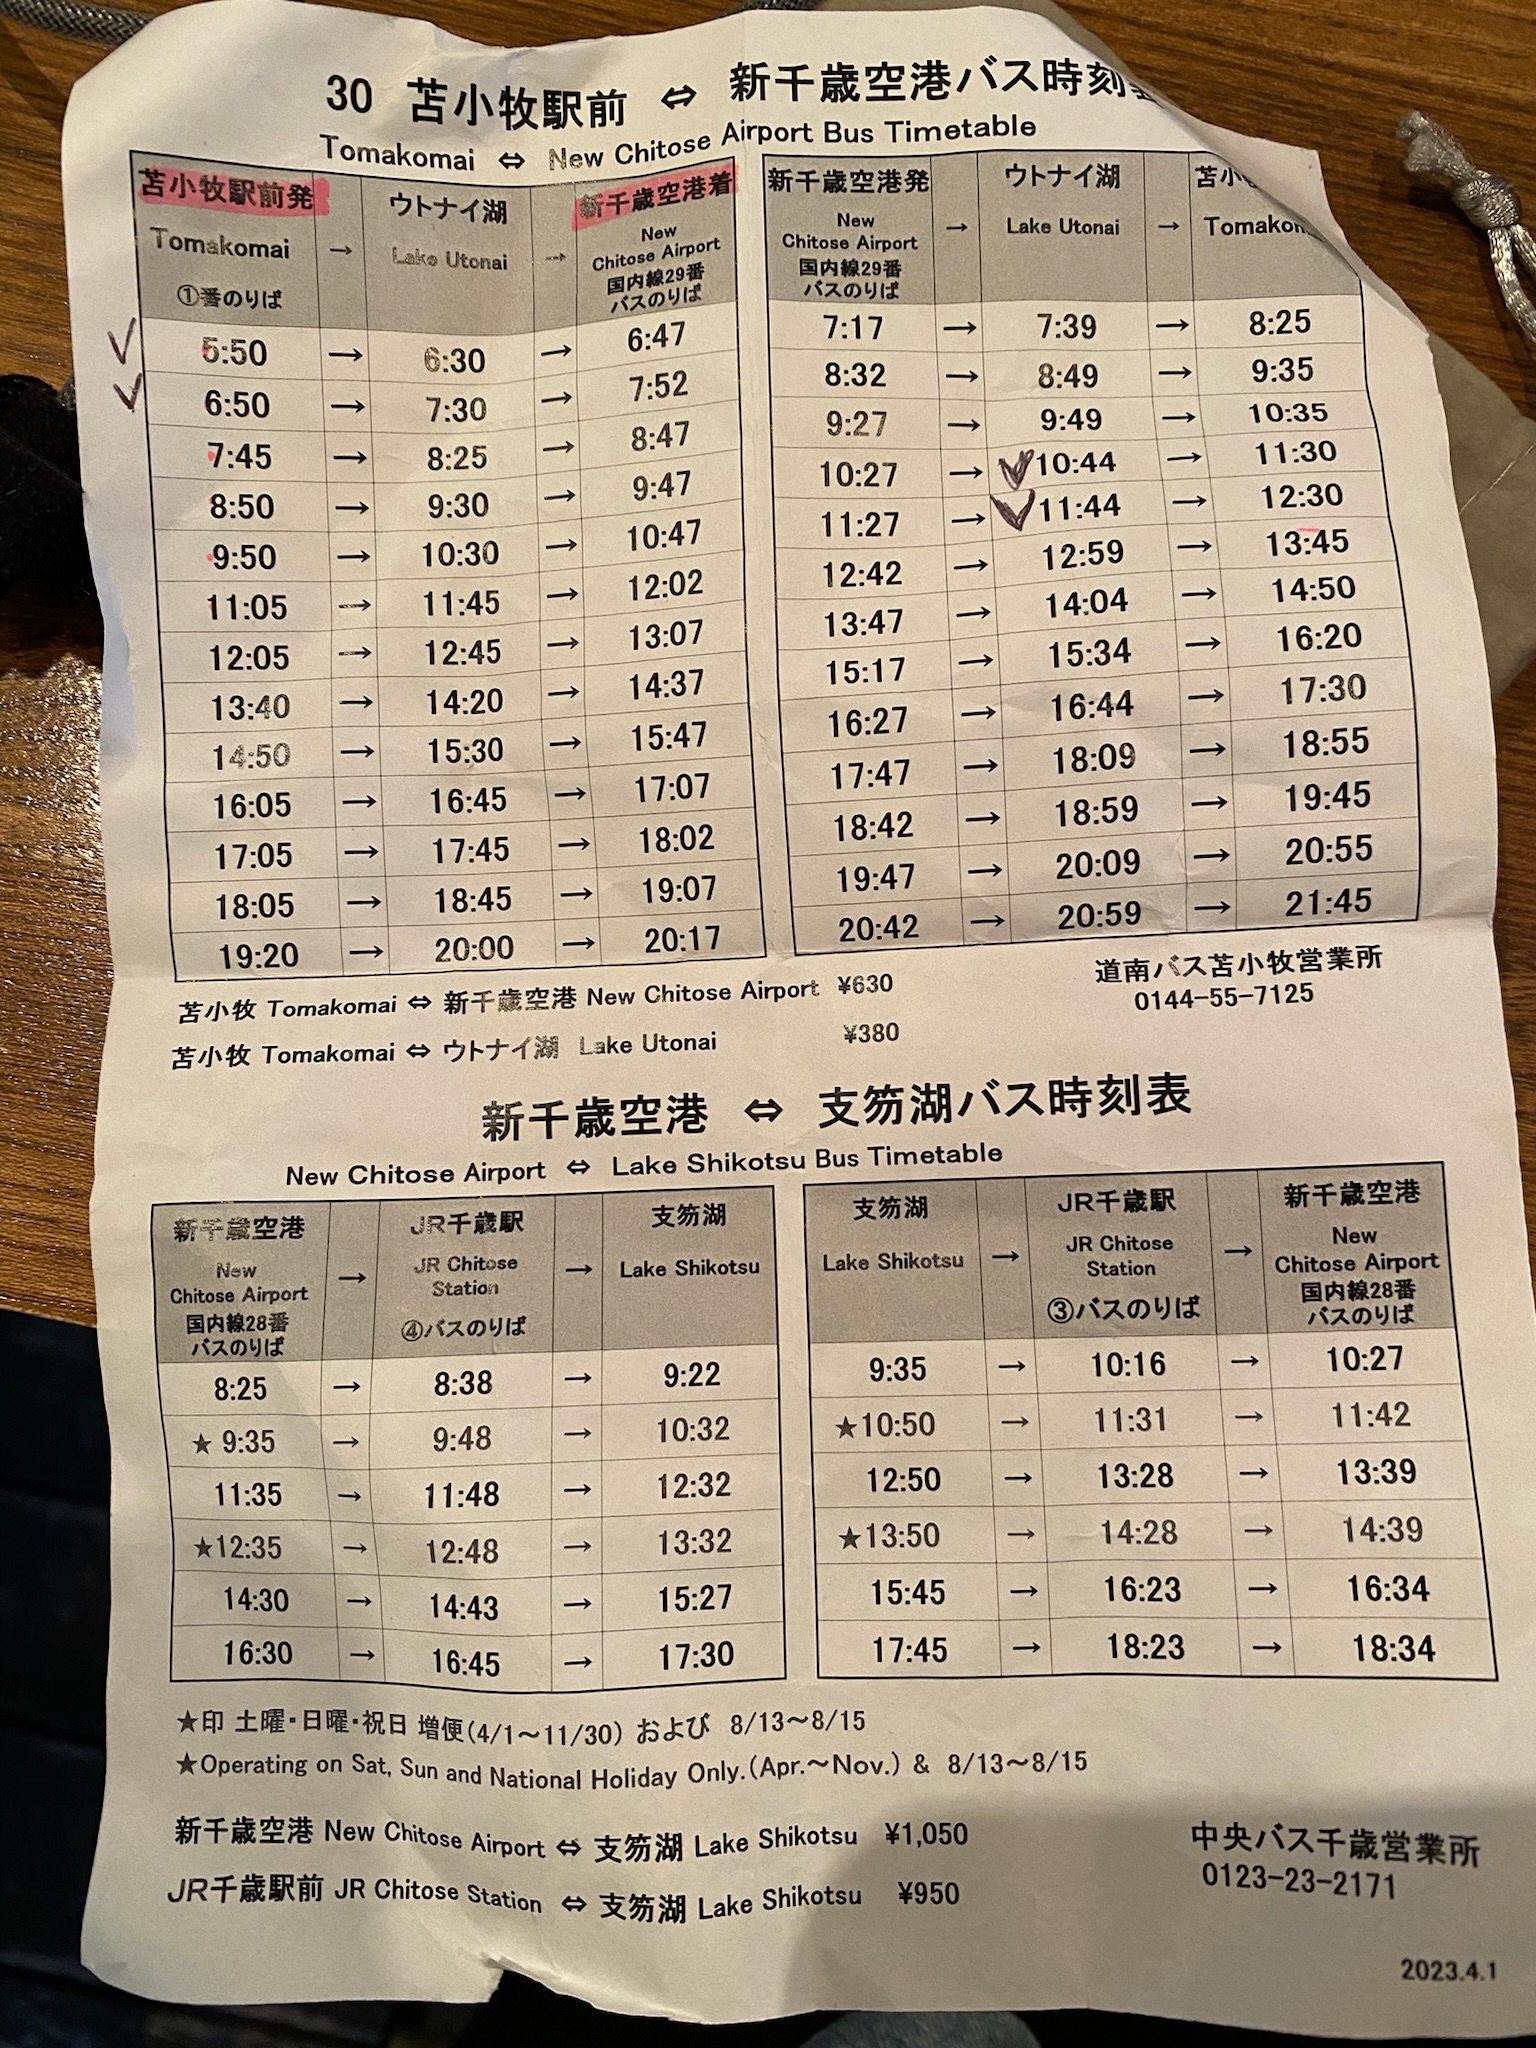 30 苫小牧駅前 ⇔ 新千歳空港バス時刻
Tomakomai ⇔ New Chitose Airport Bus Timetable
苫小牧駅前発 ウトナイ湖 新千歳空港着
Tomakomai → Lake Utonai → New Chitose Airport
①番のりば 国内線29番バスのりば
5:50 → 6:30 → 6:47
6:50 → 7:30 → 7:52
7:45 → 8:25 → 8:47
8:50 → 9:30 → 9:47
9:50 → 10:30 → 10:47
11:05 → 11:45 → 12:02
12:05 → 12:45 → 13:07
13:40 → 14:20 → 14:37
14:50 → 15:30 → 15:47
16:05 → 16:45 → 17:07
17:05 → 17:45 → 18:02
18:05 → 18:45 → 19:07
19:20 → 20:00 → 20:17
新千歳空港発 ウトナイ湖 苫小
New Chitose Airport → Lake Utonai → Tomakom
国内線29番バスのりば
7:17 → 7:39 → 8:25
8:32 → 8:49 → 9:35
9:27 → 9:49 → 10:35
10:27 → 10:44 → 11:30
11:27 → 11:44 → 12:30
12:42 → 12:59 → 13:45
13:47 → 14:04 → 14:50
15:17 → 15:34 → 16:20
16:27 → 16:44 → 17:30
17:47 → 18:09 → 18:55
18:42 → 18:59 → 19:45
19:47 → 20:09 → 20:55
20:42 → 20:59 → 21:45
苫小牧 Tomakomai ⇔ 新千歳空港 New Chitose Airport ¥630
苫小牧 Tomakomai ⇔ ウトナイ湖 Lake Utonai ¥380
道南バス苫小牧営業所
0144-55-7125
新千歳空港 ⇔ 支笏湖バス時刻表
New Chitose Airport ⇔ Lake Shikotsu Bus Timetable
新千歳空港 JR千歳駅 支笏湖
New Chitose Airport → JR Chitose Station → Lake Shikotsu
国内線28番バスのりば ④バスのりば
8:25 → 8:38 → 9:22
★9:35 → 9:48 → 10:32
11:35 → 11:48 → 12:32
★12:35 → 12:48 → 13:32
14:30 → 14:43 → 15:27
16:30 → 16:45 → 17:30
支笏湖 JR千歳駅 新千歳空港
Lake Shikotsu → JR Chitose Station → New Chitose Airport
③バスのりば 国内線28番バスのりば
9:35 → 10:16 → 10:27
★10:50 → 11:31 → 11:42
12:50 → 13:28 → 13:39
★13:50 → 14:28 → 14:39
15:45 → 16:23 → 16:34
17:45 → 18:23 → 18:34
★印 土曜・日曜・祝日 増便(4/1~11/30) および 8/13~8/15
★Operating on Sat, Sun and National Holiday Only.(Apr.~Nov.) & 8/13~8/15
新千歳空港 New Chitose Airport ⇔ 支笏湖 Lake Shikotsu ¥1,050
JR千歳駅前 JR Chitose Station ⇔ 支笏湖 Lake Shikotsu ¥950
中央バス千歳営業所
0123-23-2171
2023.4.1